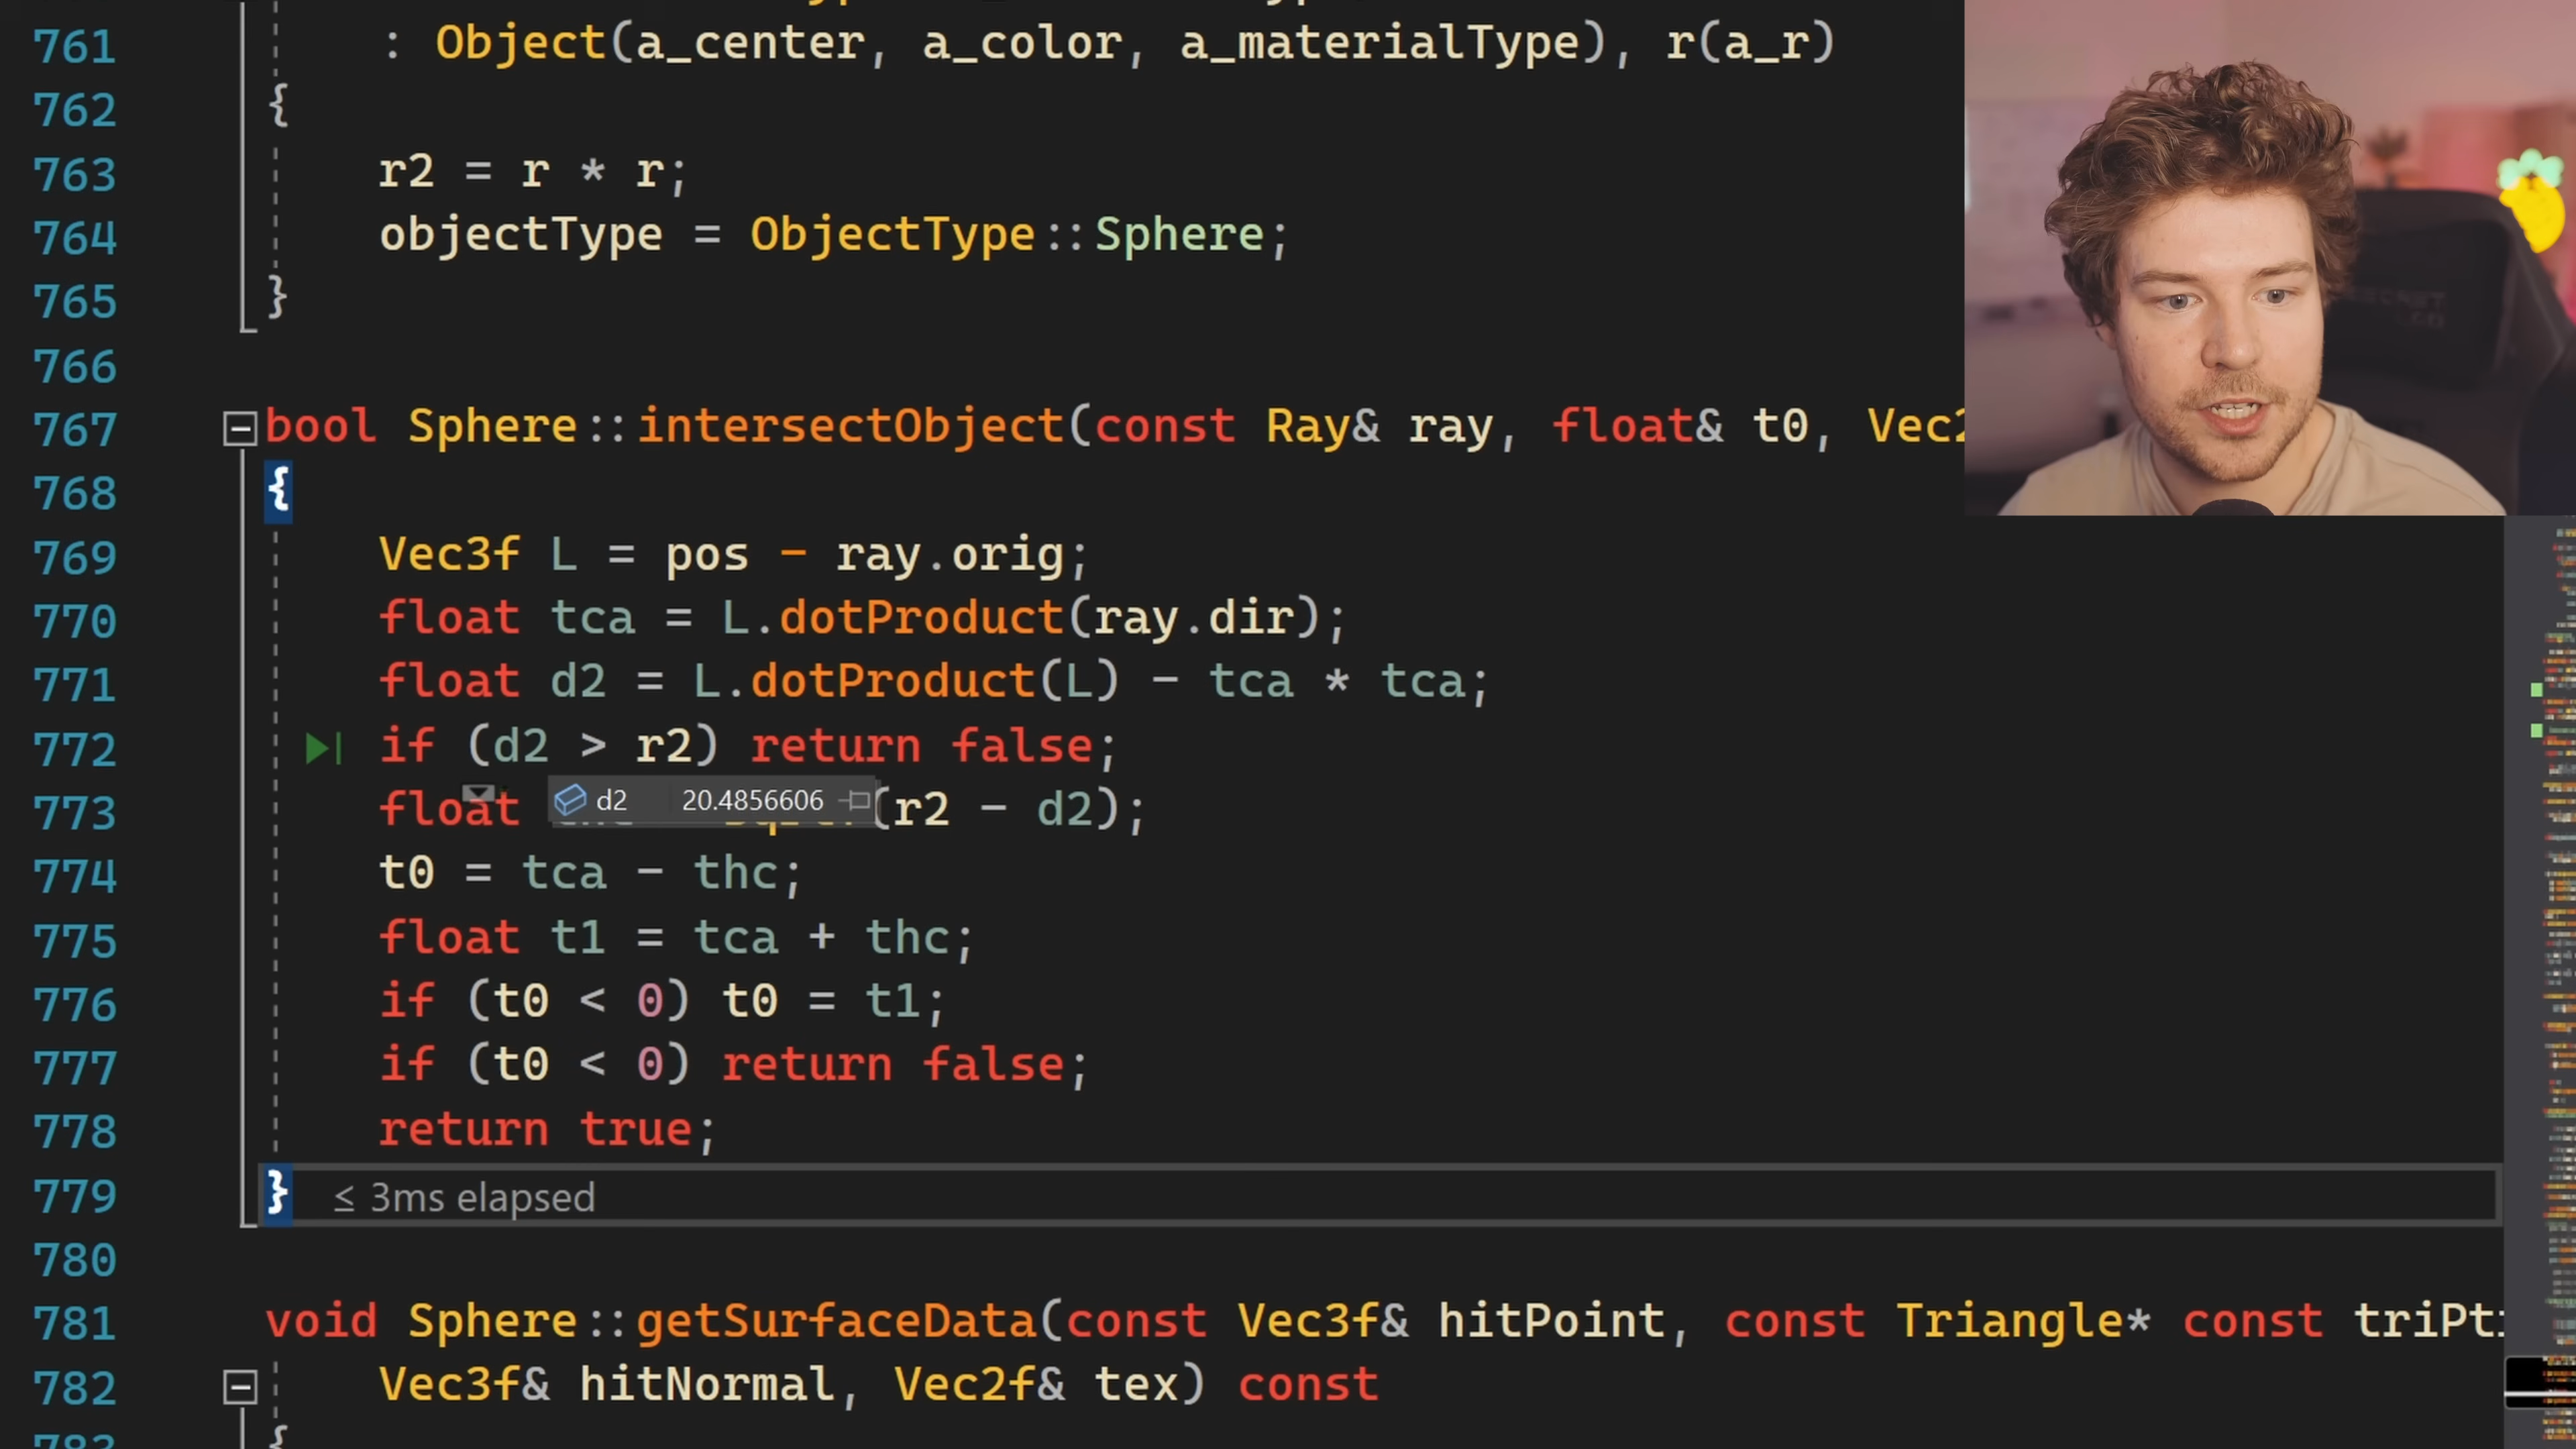 761 : Object(a_center, a_color, a_materialType), r(a_r)
762 {
763 r2 = r * r;
764 objectType = ObjectType::Sphere;
765 }
766
767 bool Sphere::intersectObject(const Ray& ray, float& t0, Vec2
768 {
769 Vec3f L = pos - ray.orig;
770 float tca = L.dotProduct(ray.dir);
771 float d2 = L.dotProduct(L) - tca * tca;
772 if (d2 > r2) return false;
d2 20.4856606
773 float (r2 - d2);
774 t0 = tca - thc;
775 float t1 = tca + thc;
776 if (t0 < 0) t0 = t1;
777 if (t0 < 0) return false;
778 return true;
779 } ≤ 3ms elapsed
780
781 void Sphere::getSurfaceData(const Vec3f& hitPoint, const Triangle* const triPt
782 Vec3f& hitNormal, Vec2f& tex) const
783 {